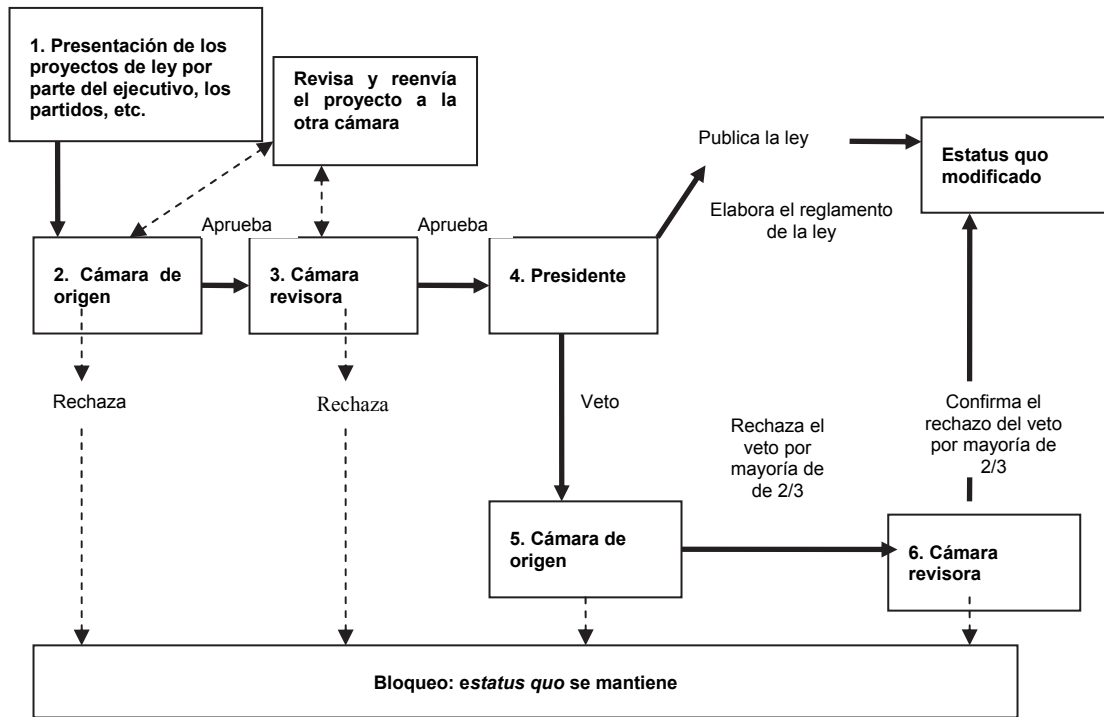 1. Presentación de los
proyectos de ley por
parte del ejecutivo, los
partidos, etc.
Revisa y reenvía
el proyecto a la
otra cámara
Publica la ley
Estatus quo
modificado
Elabora el reglamento
de la ley
Aprueba
Aprueba
2. Cámara de
origen
3. Cámara
revisora
4. Presidente
Rechaza
Rechaza
Veto
Rechaza el
veto por
mayoría de
de 2/3
Confirma el
rechazo del veto
por mayoría de
2/3
5. Cámara de
origen
6. Cámara
revisora
Bloqueo: estatus quo se mantiene